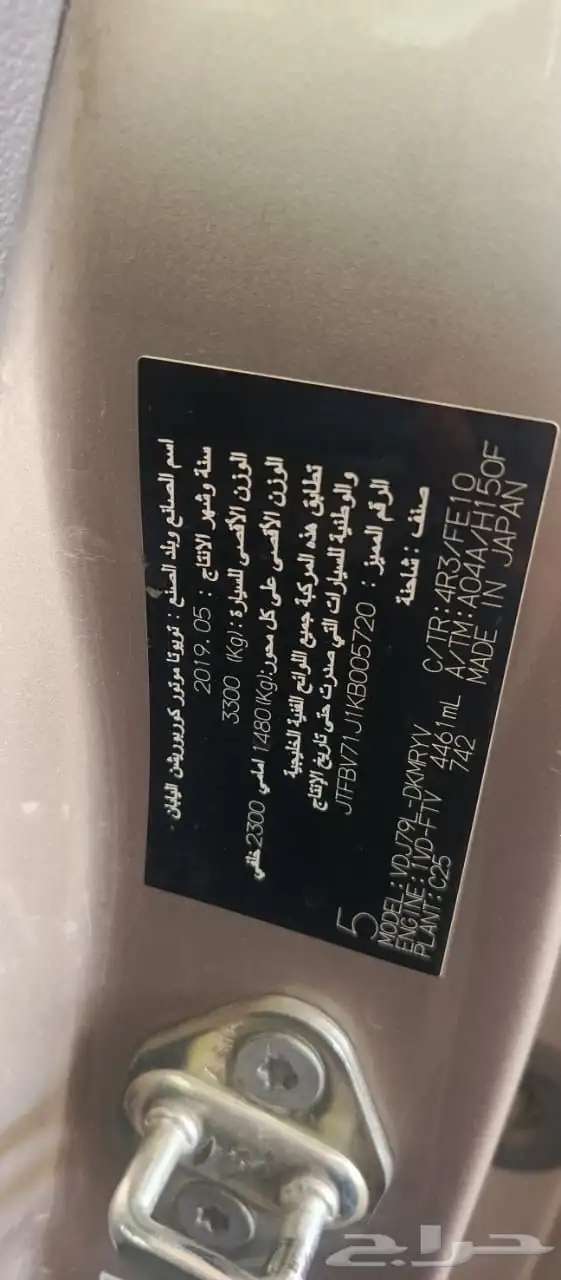 اسم الصانع وبلد الصنع : تويوتا موتور كوربوريشن اليابان .
سنة وشهر الانتاج : 2019.05
الوزن الأقصى للسيارة : (Kg) 3300
الوزن الأقصى على كل محور:(Kg) 1480 امامي 2300 خلفي
تطابق هذه المركبة جميع اللوائح الفنية الخليجية
والوطنية للسيارات التي صدرت حتى تاريخ الإنتاج
الرقم المميز : JTFBV71J1KB005720
صنف : شاحنة
5
MODEL:VDJ79L-DKMRYV C/TR:4R3/FE10
ENGINE:1VD-FTV 4461mL A/TM:A04A/H150F
PLANT:C25 742 MADE IN JAPAN
حراج